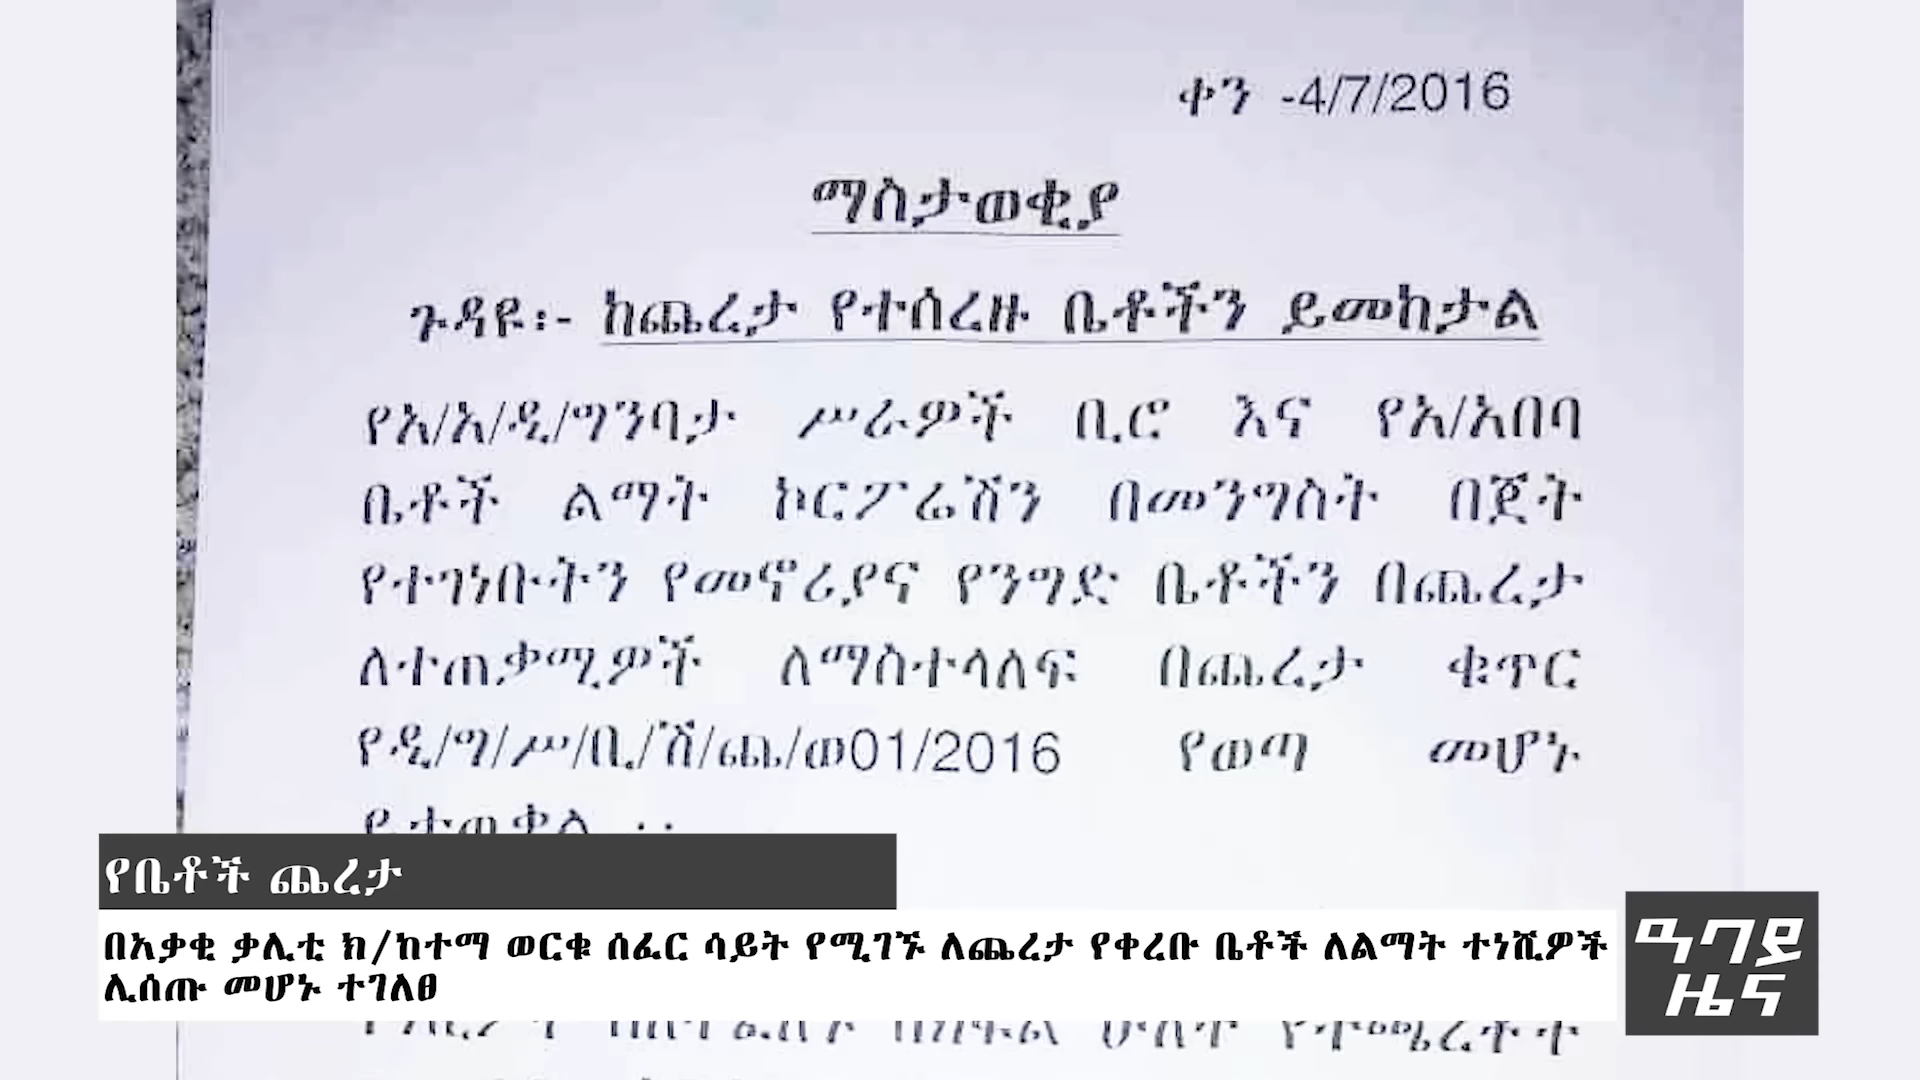 ቀን -4/7/2016
ማስታወቂያ
ጉዳዩ፡- ከጨረታ የተሰረዙ ቤቶችን ይመከታል
የአ/አ/ዲ/ግንባታ ሥራዎች ቢሮ እና የአ/አበባ
ቤቶች ልማት ኮርፖሬሽን በመንግስት በጀት
የተገነቡትን የመኖሪያና የንግድ ቤቶችን በጨረታ
ለተጠቃሚዎች ለማስተላለፍ በጨረታ ቁጥር
የዲ/ግ/ሥ/ቢ/ሽ/ጨ/ወ01/2016 የወጣ መሆኑ
ይታወቃል ፡፡
የቤቶች ጨረታ
በአቃቂ ቃሊቲ ክ/ከተማ ወርቁ ሰፈር ሳይት የሚገኙ ለጨረታ የቀረቡ ቤቶች ለልማት ተነሺዎች
ሊሰጡ መሆኑ ተገለፀ
ዓባይ
ዜና